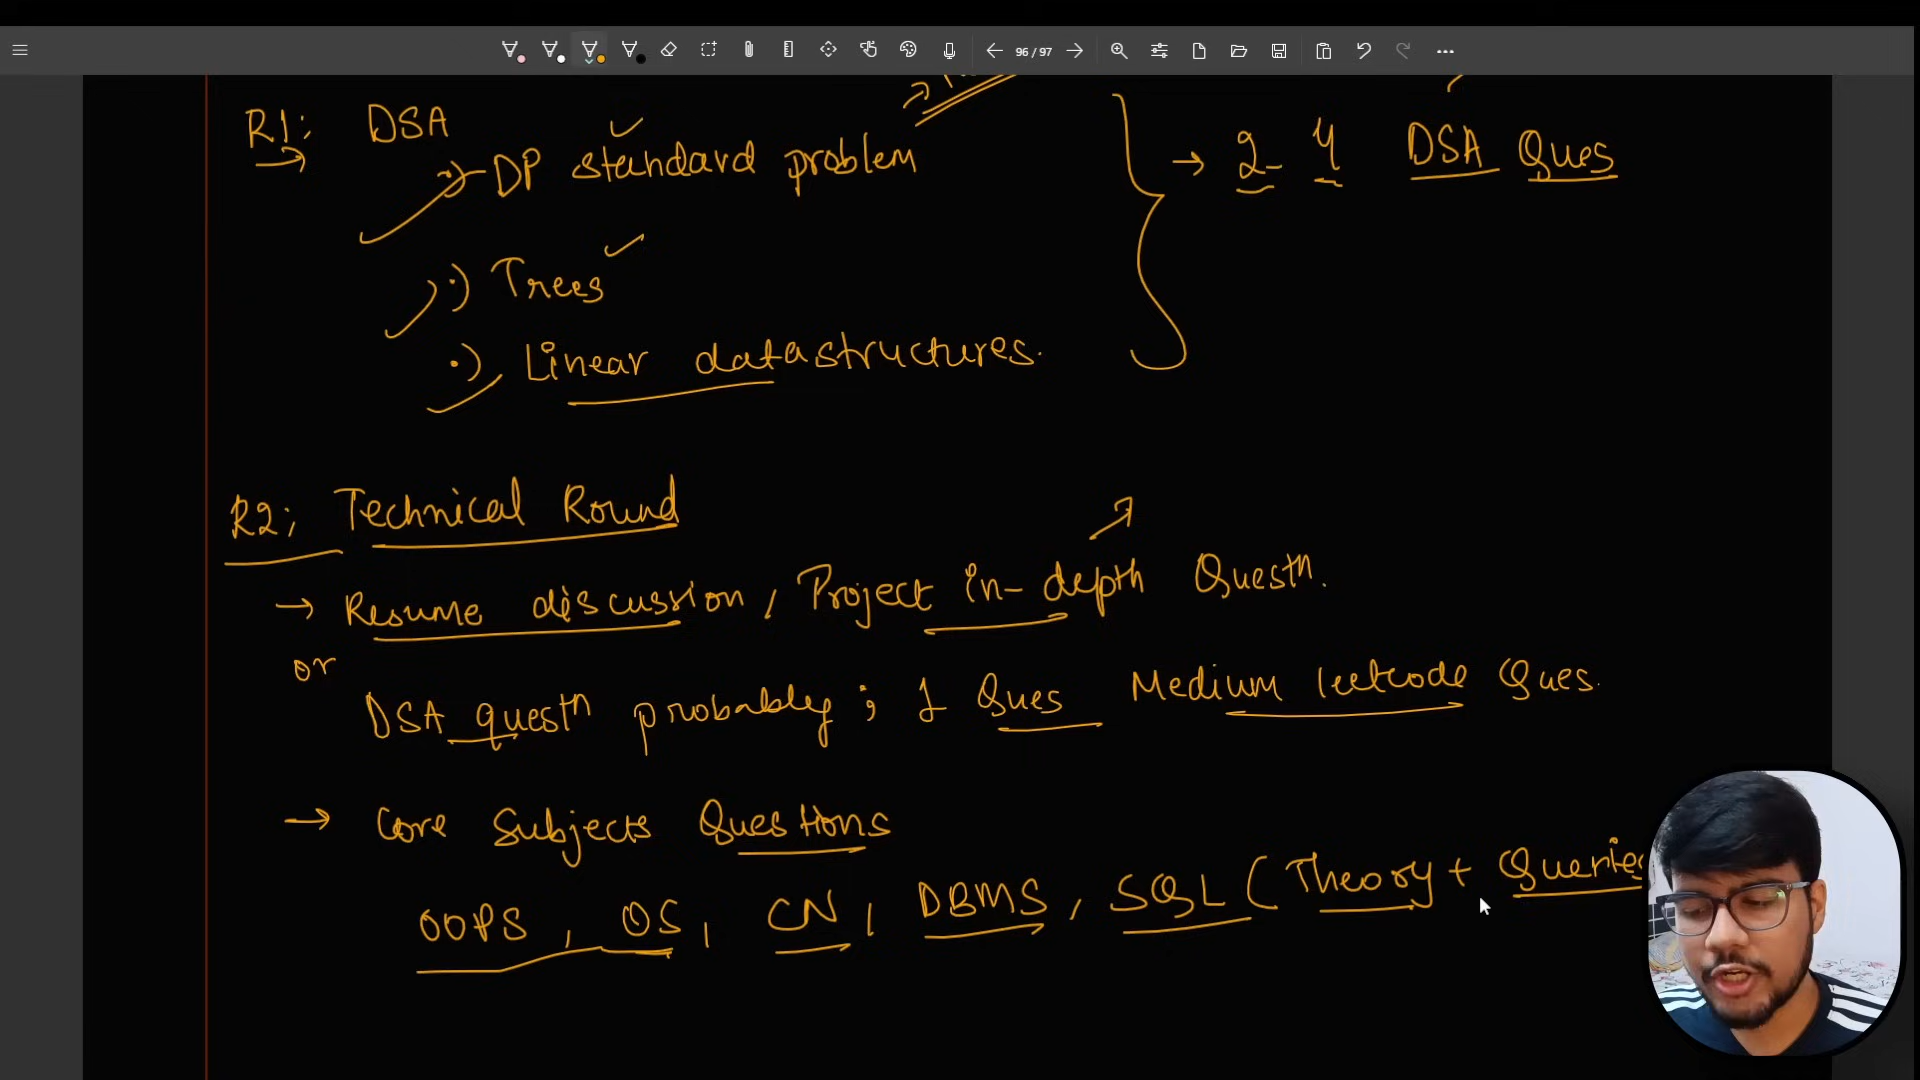 96 / 97
R1: DSA
·) DP standard problem
→ 2-4 DSA Ques
·) Trees
·) Linear datastructures.
R2: Technical Round
→ Resume discussion, Project in-depth Questn.
or
DSA questn probably; 1 Ques Medium leetcode Ques.
→ Core Subjects Questions
OOPS, OS, CN, DBMS, SQL (Theory + Queries